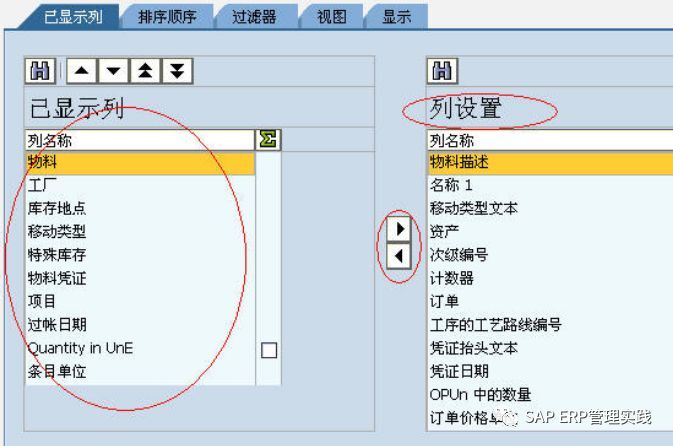 已显示列 排序顺序 过滤器 视图 显示
已显示列
列名称
物料
工厂
库存地点
移动类型
特殊库存
物料凭证
项目
过帐日期
Quantity in UnE
条目单位
列设置
列名称
物料描述
名称 1
移动类型文本
资产
次级编号
计数器
订单
工序的工艺路线编号
凭证抬头文本
凭证日期
OPUn 中的数量
订单价格单
SAP ERP管理实践